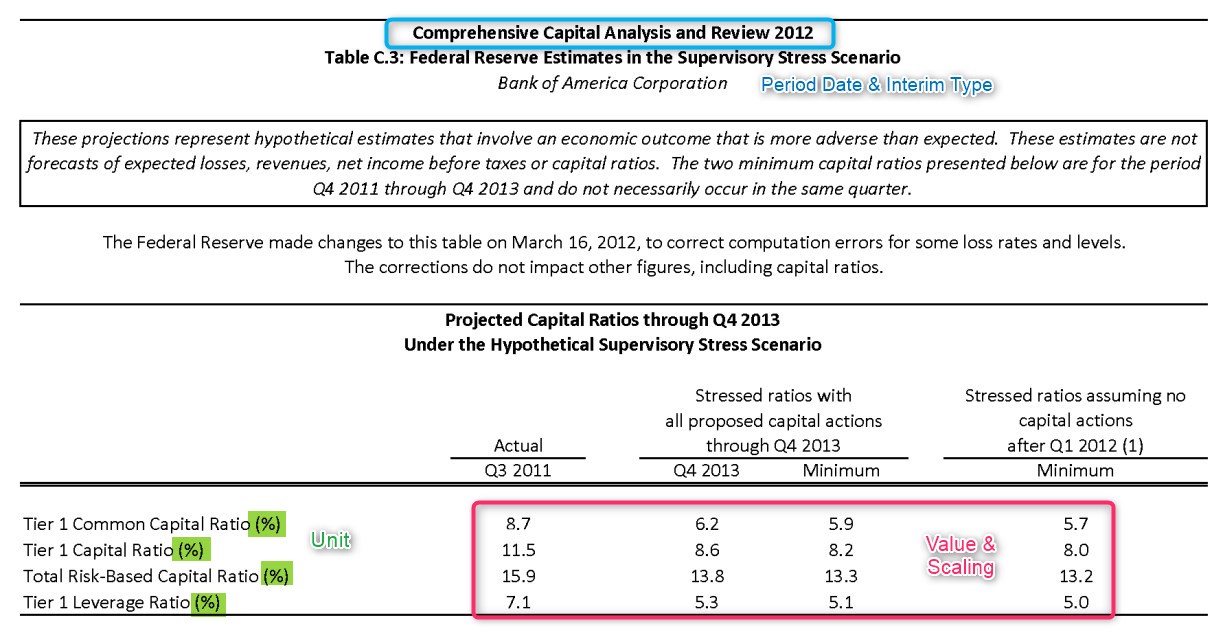 Comprehensive Capital Analysis and Review 2012
Table C.3: Federal Reserve Estimates in the Supervisory Stress Scenario
Bank of America Corporation Period Date & Interim Type
These projections represent hypothetical estimates that involve an economic outcome that is more adverse than expected. These estimates are not
forecasts of expected losses, revenues, net income before taxes or capital ratios. The two minimum capital ratios presented below are for the period
Q4 2011 through Q4 2013 and do not necessarily occur in the same quarter.
The Federal Reserve made changes to this table on March 16, 2012, to correct computation errors for some loss rates and levels.
The corrections do not impact other figures, including capital ratios.
Projected Capital Ratios through Q4 2013
Under the Hypothetical Supervisory Stress Scenario
Stressed ratios with Stressed ratios assuming no
all proposed capital actions capital actions
Actual through Q4 2013 after Q1 2012 (1)
Q3 2011 Q4 2013 Minimum Minimum
Tier 1 Common Capital Ratio (%) 8.7 6.2 5.9 5.7
Unit
Tier 1 Capital Ratio (%) 11.5 8.6 8.2 8.0
Value &
Scaling
Total Risk-Based Capital Ratio (%) 15.9 13.8 13.3 13.2
Tier 1 Leverage Ratio (%) 7.1 5.3 5.1 5.0